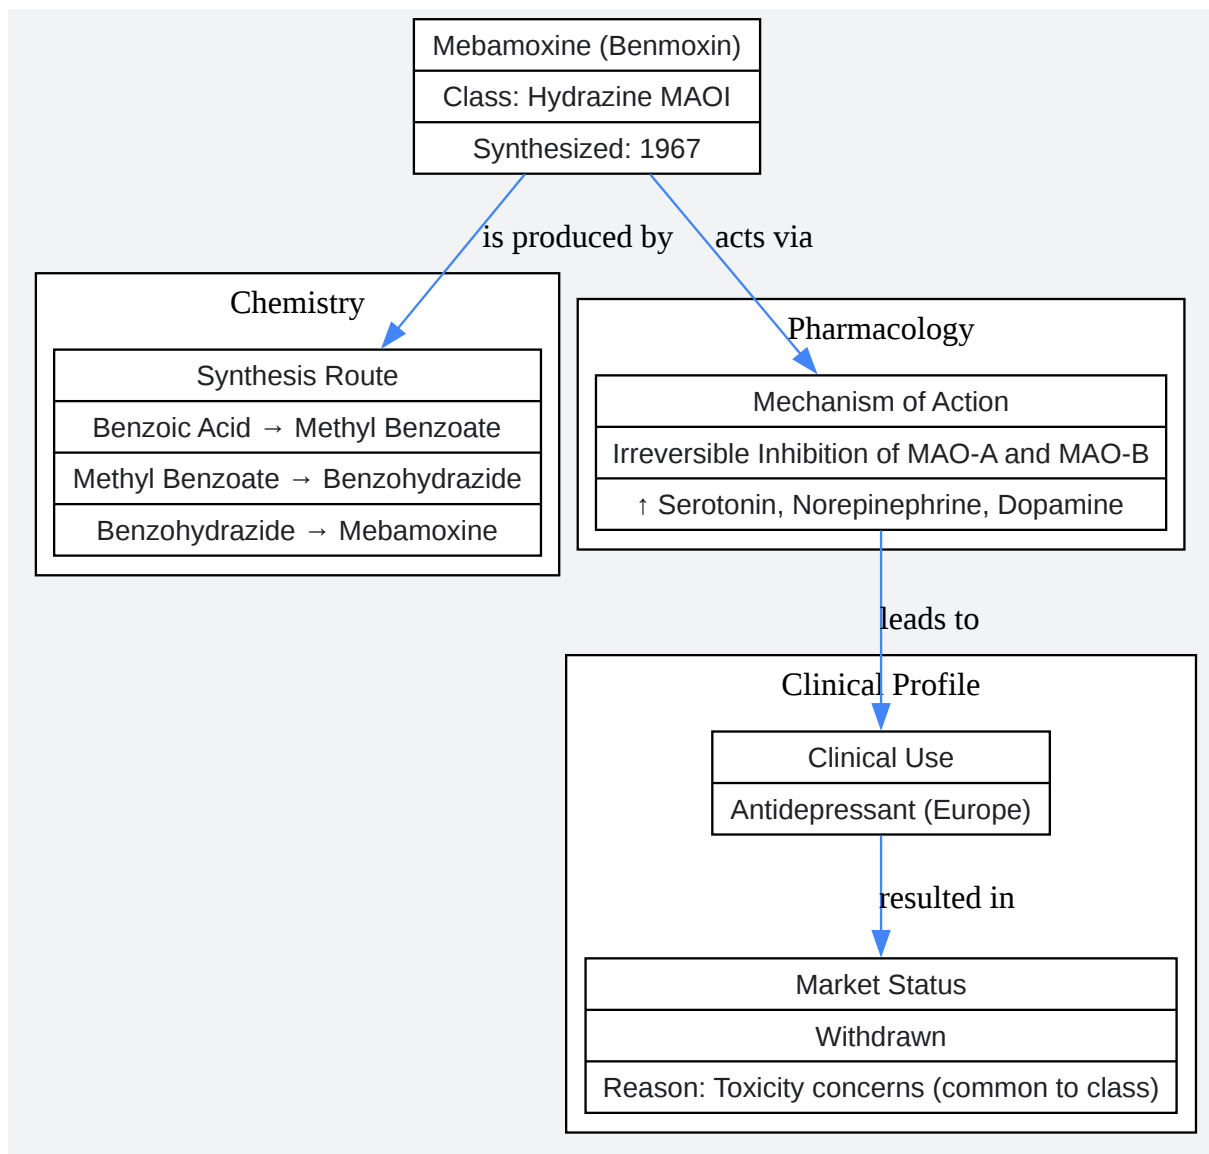 Mebamoxine (Benmoxin)
Class: Hydrazine MAOI
Synthesized: 1967
is produced by
acts via
Chemistry
Synthesis Route
Benzoic Acid → Methyl Benzoate
Methyl Benzoate → Benzohydrazide
Benzohydrazide → Mebamoxine
Pharmacology
Mechanism of Action
Irreversible Inhibition of MAO-A and MAO-B
↑ Serotonin, Norepinephrine, Dopamine
leads to
Clinical Profile
Clinical Use
Antidepressant (Europe)
resulted in
Market Status
Withdrawn
Reason: Toxicity concerns (common to class)